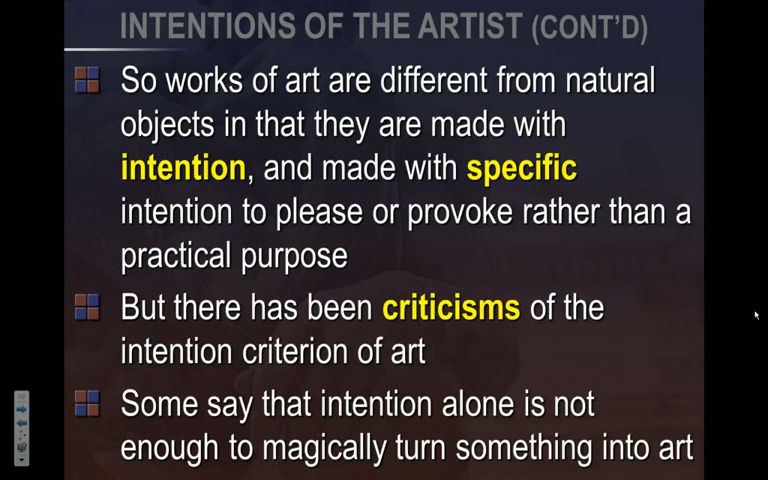 INTENTIONS OF THE ARTIST (CONT'D)
So works of art are different from natural
objects in that they are made with
intention, and made with specific
intention to please or provoke rather than a
practical purpose
But there has been criticisms of the
intention criterion of art
Some say that intention alone is not
enough to magically turn something into art